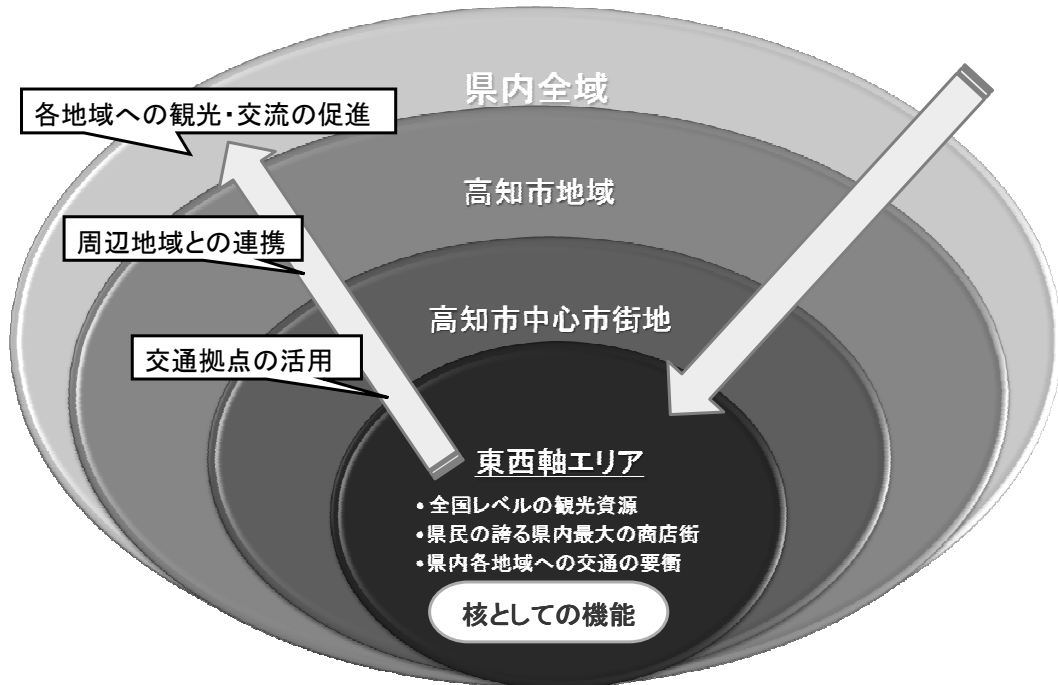 県内全域
各地域への観光・交流の促進
高知市地域
周辺地域との連携
高知市中心市街地
交通拠点の活用
東西軸エリア
•全国レベルの観光資源
•県民の誇る県内最大の商店街
•県内各地域への交通の要衝
核としての機能